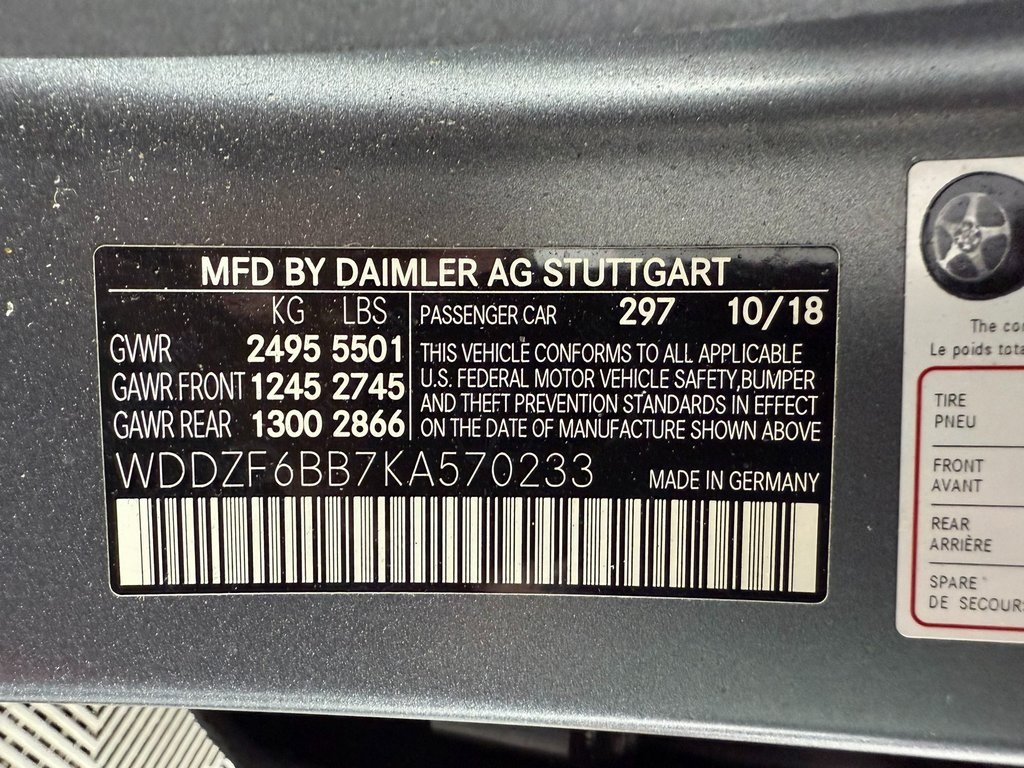 MFD BY DAIMLER AG STUTTGART
KG LBS
GVWR 2495 5501
GAWR FRONT 1245 2745
GAWR REAR 1300 2866
PASSENGER CAR 297 10/18
THIS VEHICLE CONFORMS TO ALL APPLICABLE
U.S. FEDERAL MOTOR VEHICLE SAFETY,BUMPER
AND THEFT PREVENTION STANDARDS IN EFFECT
ON THE DATE OF MANUFACTURE SHOWN ABOVE
WDDZF6BB7KA570233
MADE IN GERMANY
The
Le poids
TIRE
PNEU
FRONT
AVANT
REAR
ARRIÈRE
SPARE
DE